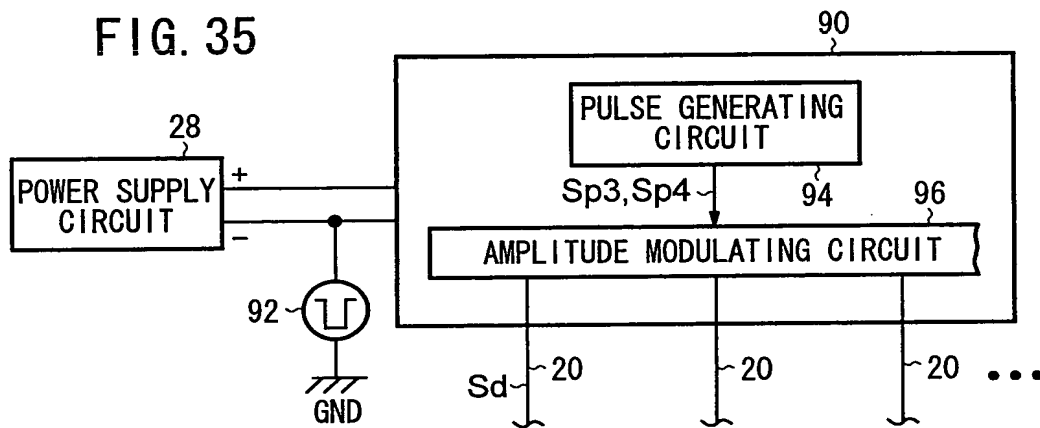 FIG. 35
90
PULSE GENERATING
CIRCUIT
28
POWER SUPPLY
CIRCUIT
+
−
Sp3, Sp4
94
96
AMPLITUDE MODULATING CIRCUIT
92
GND
Sd
20
20
20
•••